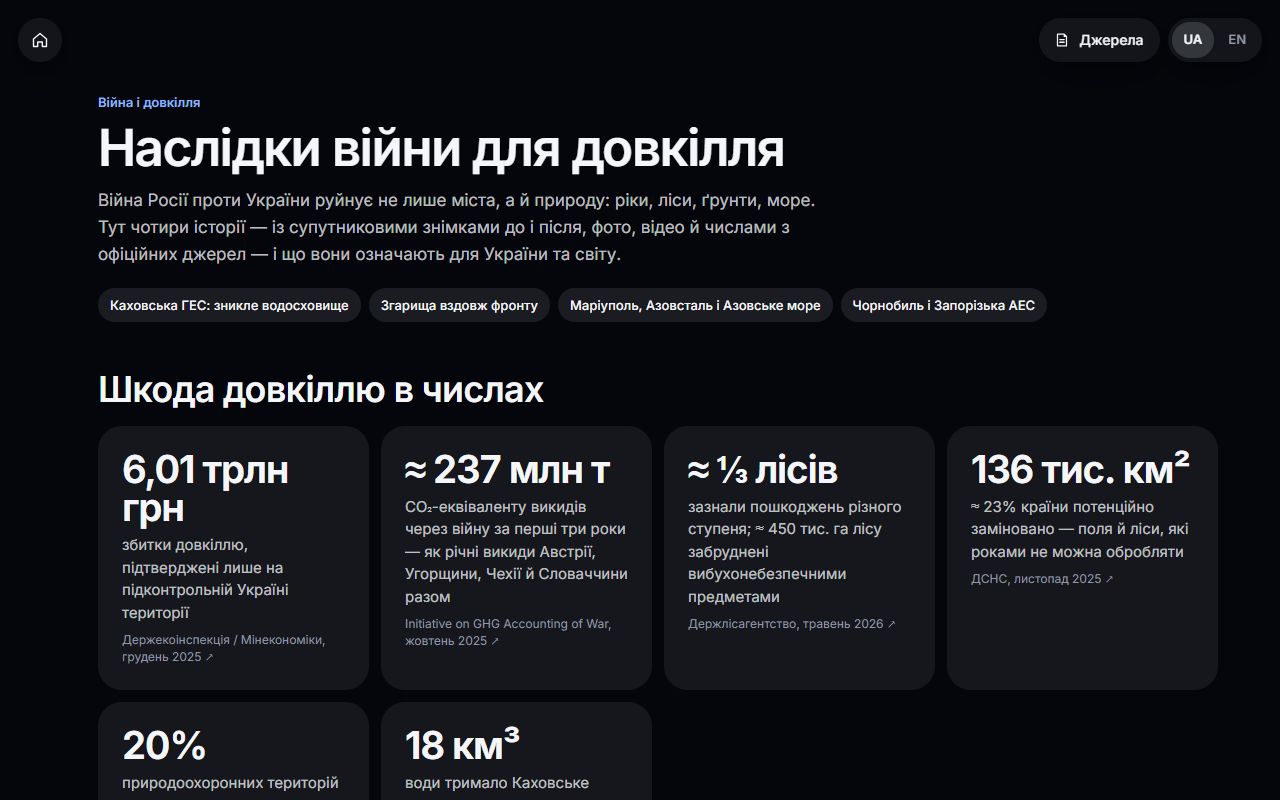 Джерела
UA EN
Війна і довкілля
Наслідки війни для довкілля
Війна Росії проти України руйнує не лише міста, а й природу: ріки, ліси, ґрунти, море.
Тут чотири історії — із супутниковими знімками до і після, фото, відео й числами з
офіційних джерел — і що вони означають для України та світу.
Каховська ГЕС: зникле водосховище
Згарища вздовж фронту
Маріуполь, Азовсталь і Азовське море
Чорнобиль і Запорізька АЕС
Шкода довкіллю в числах
6,01 трлн
грн
збитки довкіллю,
підтверджені лише на
підконтрольній Україні
території
Держекоінспекція / Мінекономіки,
грудень 2025 ↗
≈ 237 млн т
CO₂-еквіваленту викидів
через війну за перші три роки
— як річні викиди Австрії,
Угорщини, Чехії й Словаччини
разом
Initiative on GHG Accounting of War,
жовтень 2025 ↗
≈ ⅓ лісів
зазнали пошкоджень різного
ступеня; ≈ 450 тис. га лісу
забруднені
вибухонебезпечними
предметами
Держлісагентство, травень 2026 ↗
136 тис. км²
≈ 23% країни потенційно
заміновано — поля й ліси, які
роками не можна обробляти
ДСНС, листопад 2025 ↗
20%
природоохоронних територій
18 км³
води тримало Каховське